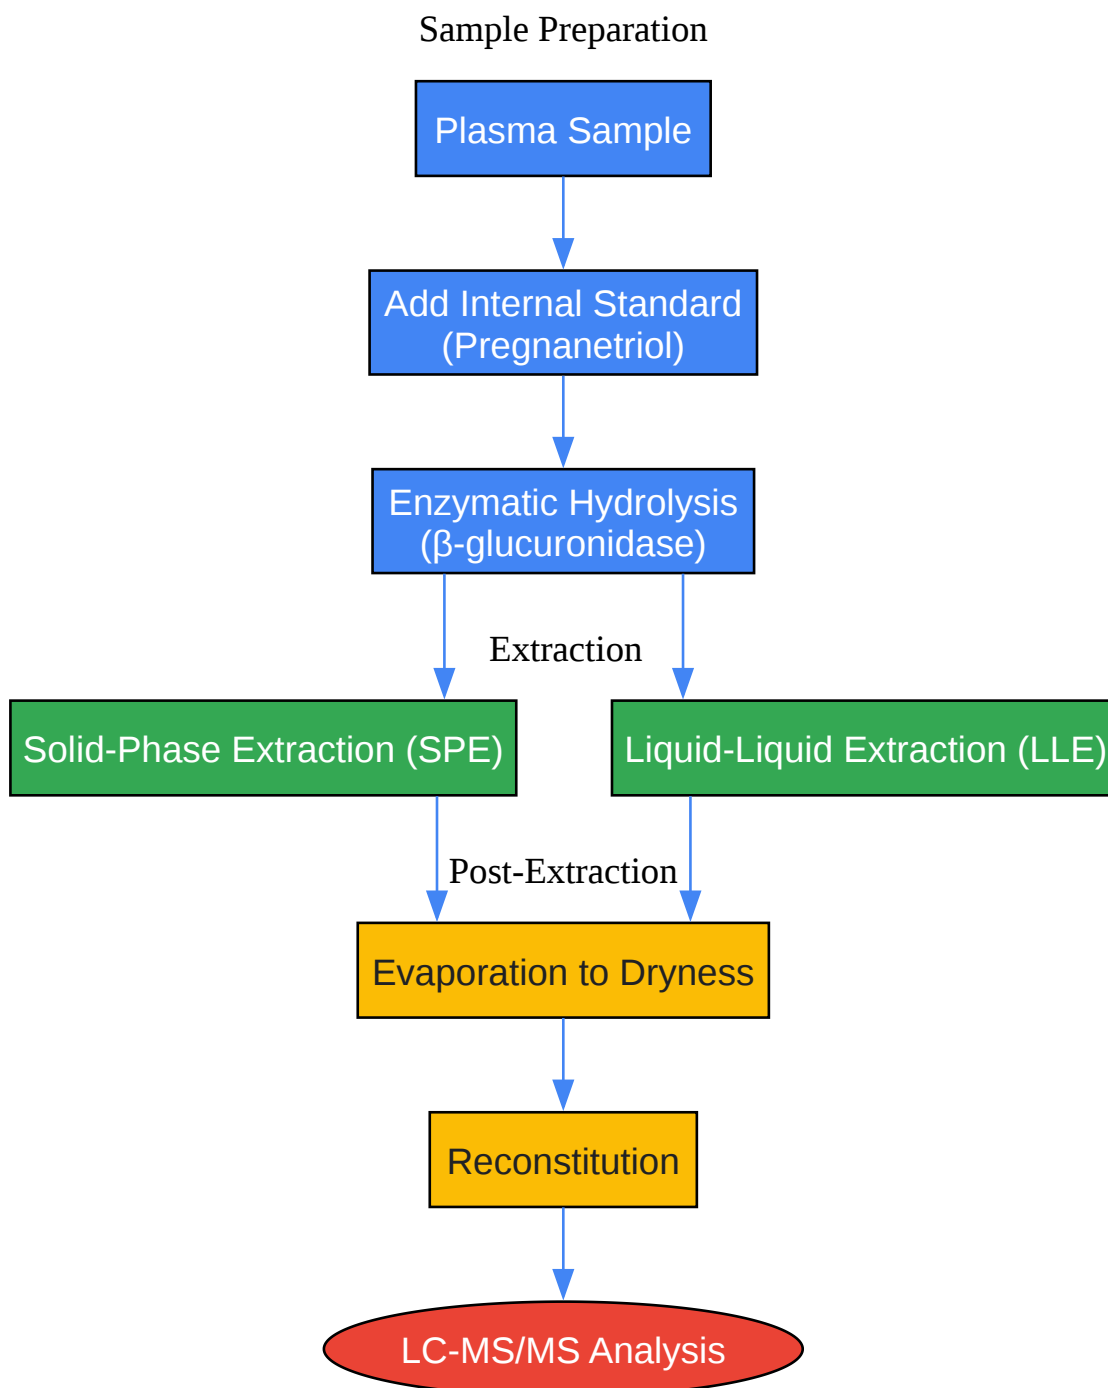 Sample Preparation
Plasma Sample
Add Internal Standard
(Pregnanetriol)
Enzymatic Hydrolysis
(β-glucuronidase)
Extraction
Solid-Phase Extraction (SPE)
Liquid-Liquid Extraction (LLE)
Post-Extraction
Evaporation to Dryness
Reconstitution
LC-MS/MS Analysis